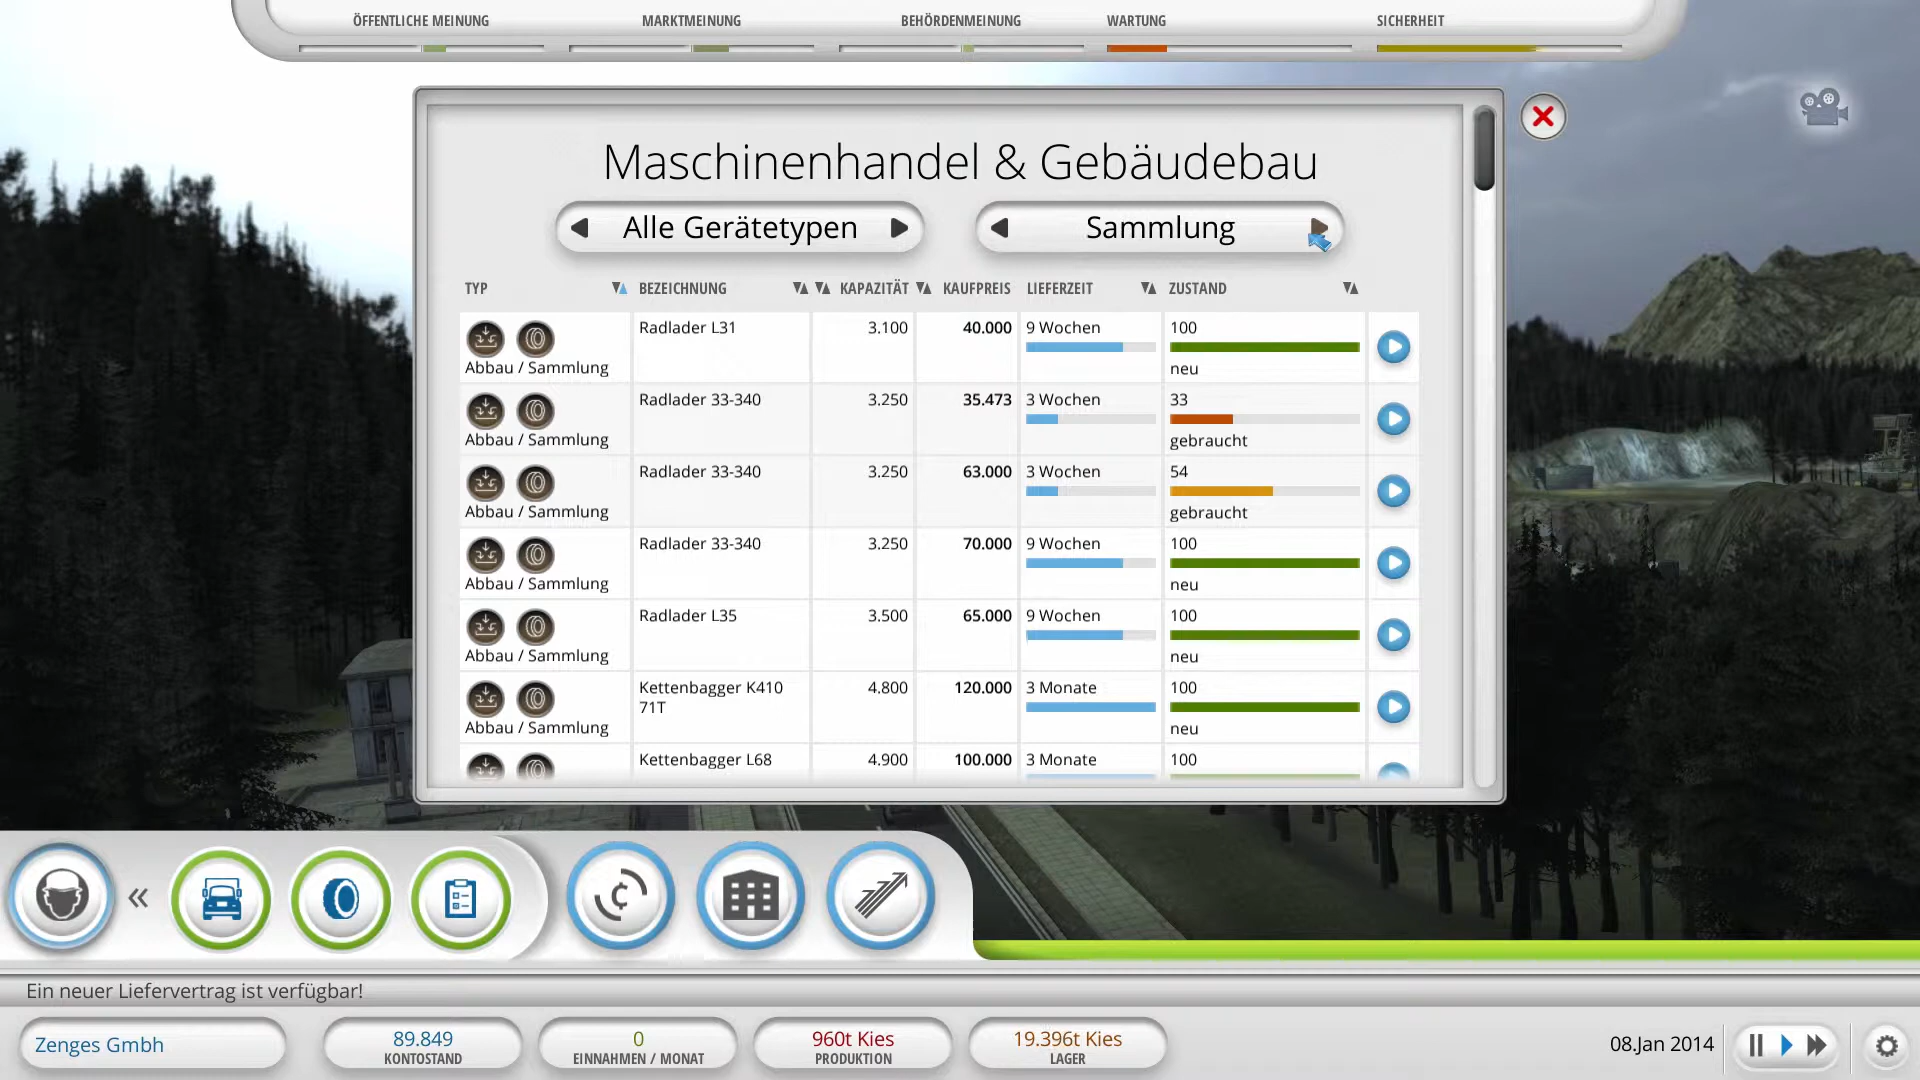 ÖFFENTLICHE MEINUNG MARKTMEINUNG BEHÖRDENMEINUNG WARTUNG SICHERHEIT
Maschinenhandel & Gebäudebau
Alle Gerätetypen Sammlung
TYP BEZEICHNUNG KAPAZITÄT KAUFPREIS LIEFERZEIT ZUSTAND
Radlader L31 3.100 40.000 9 Wochen 100
Abbau / Sammlung neu
Radlader 33-340 3.250 35.473 3 Wochen 33
Abbau / Sammlung gebraucht
Radlader 33-340 3.250 63.000 3 Wochen 54
Abbau / Sammlung gebraucht
Radlader 33-340 3.250 70.000 9 Wochen 100
Abbau / Sammlung neu
Radlader L35 3.500 65.000 9 Wochen 100
Abbau / Sammlung neu
Kettenbagger K410 4.800 120.000 3 Monate 100
71T
Abbau / Sammlung neu
Kettenbagger L68 4.900 100.000 3 Monate 100
Ein neuer Liefervertrag ist verfügbar!
Zenges Gmbh
89.849
KONTOSTAND
0
EINNAHMEN / MONAT
960t Kies
PRODUKTION
19.396t Kies
LAGER
08.Jan 2014